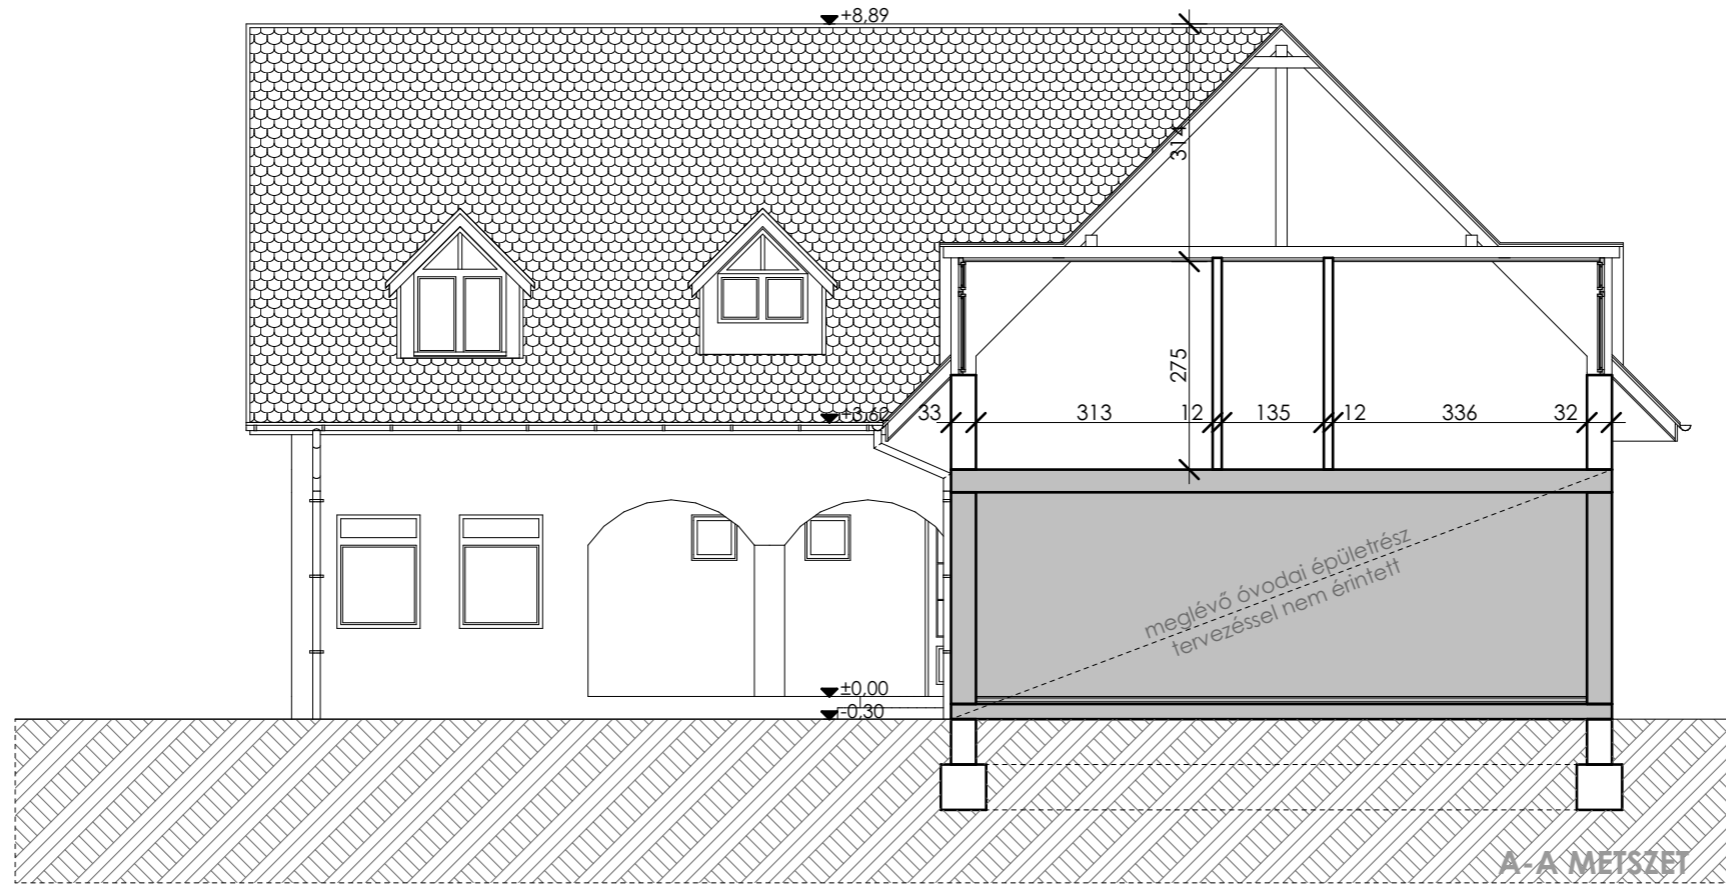 +8,89
314
275
+3,62
33 313 12 135 12 336 32
meglévő óvodai épületrész
tervezéssel nem érintett
±0,00
-0,30
A-A METSZET